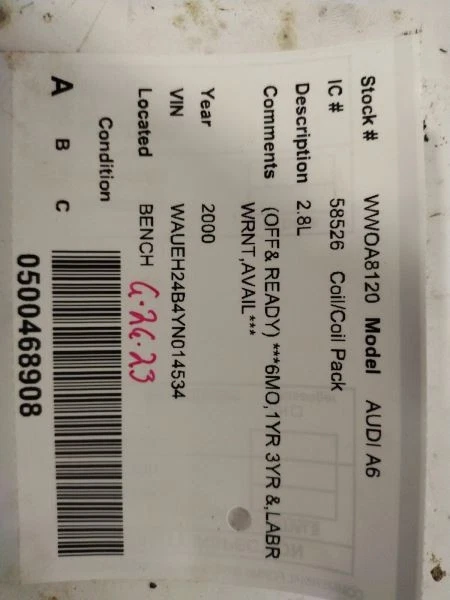 Stock # WWOA8120 Model AUDI A6
IC # 58526 Coil/Coil Pack
Description 2.8L
Comments (OFF& READY) ***6MO,1YR 3YR &,LABR
WRNT,AVAIL***
Year 2000
VIN WAUEH24B4YN014534
Located BENCH 6.26.23
Condition
A B C
0500468908